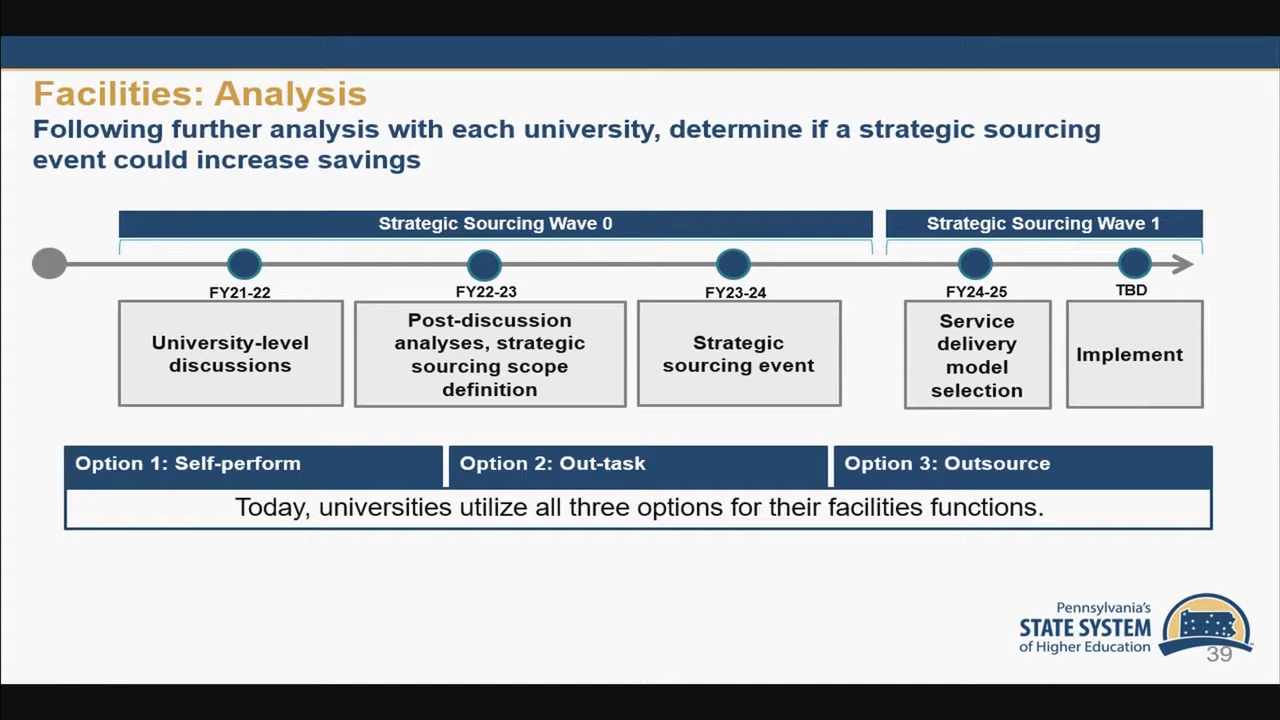 Facilities: Analysis
Following further analysis with each university, determine if a strategic sourcing
event could increase savings
Strategic Sourcing Wave 0
Strategic Sourcing Wave 1
FY21-22
FY22-23
FY23-24
FY24-25
TBD
University-level
discussions
Post-discussion
analyses, strategic
sourcing scope
definition
Strategic
sourcing event
Service
delivery
model
selection
Implement
Option 1: Self-perform
Option 2: Out-task
Option 3: Outsource
Today, universities utilize all three options for their facilities functions.
Pennsylvania's
STATE SYSTEM
of Higher Education
39